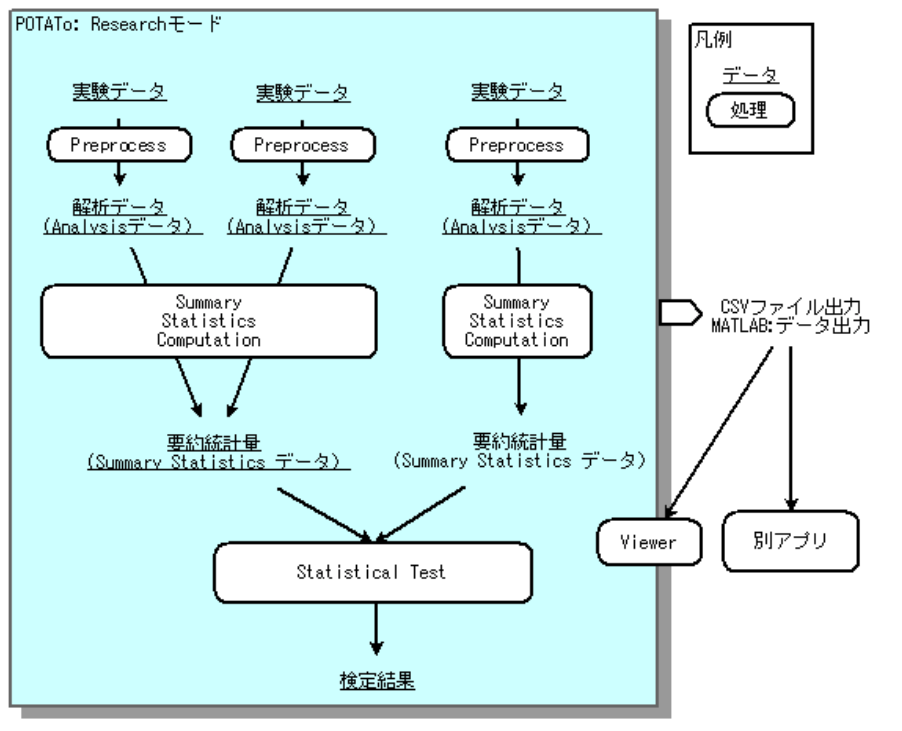 POTATo: Researchモード
凡例
データ
処理
実験データ
実験データ
実験データ
Preprocess
Preprocess
Preprocess
解析データ
(Analysisデータ)
解析データ
(Analysisデータ)
解析データ
(Analysisデータ)
Summary
Statistics
Computation
Summary
Statistics
Computation
CSVファイル出力
MATLAB:データ出力
要約統計量
(Summary Statistics データ)
要約統計量
(Summary Statistics データ)
Viewer
別アプリ
Statistical Test
検定結果